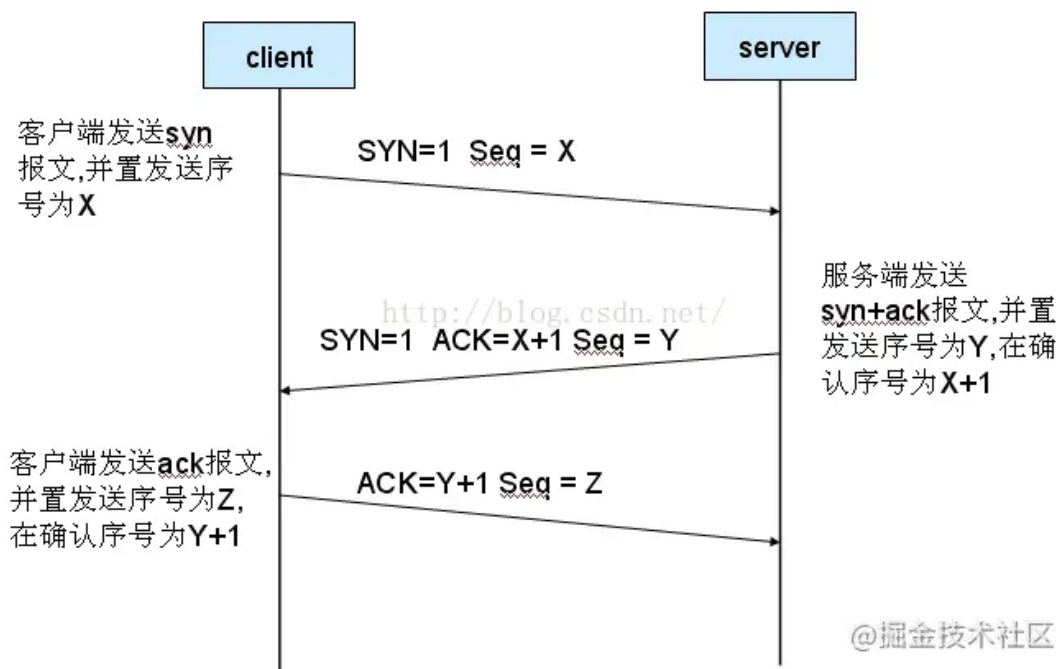 client
server
客户端发送syn
报文,并置发送序
号为X
SYN=1 Seq = X
服务端发送
syn+ack报文,并置
发送序号为Y,在确
认序号为X+1
http://blog.csdn.net/
SYN=1 ACK=X+1 Seq = Y
客户端发送ack报文,
并置发送序号为Z,
在确认序号为Y+1
ACK=Y+1 Seq = Z
@掘金技术社区